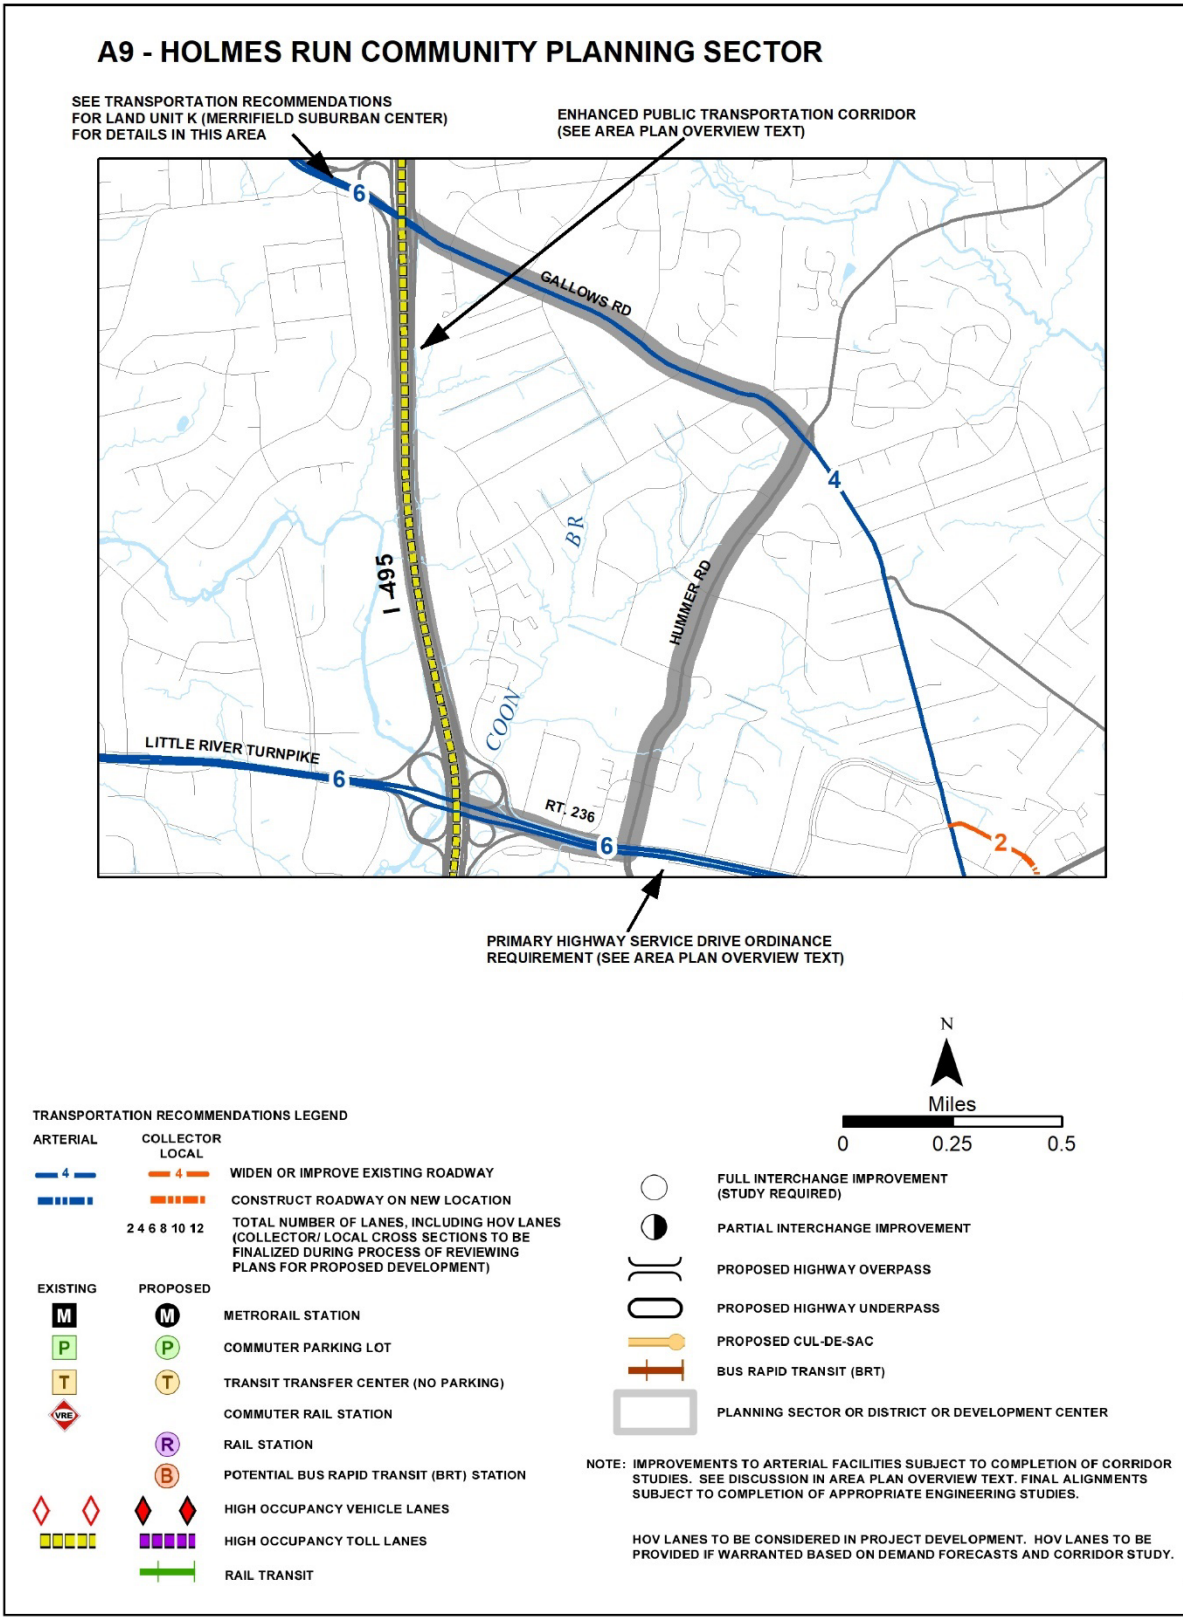 A9 - HOLMES RUN COMMUNITY PLANNING SECTOR
SEE TRANSPORTATION RECOMMENDATIONS
FOR LAND UNIT K (MERRIFIELD SUBURBAN CENTER)
FOR DETAILS IN THIS AREA
ENHANCED PUBLIC TRANSPORTATION CORRIDOR
(SEE AREA PLAN OVERVIEW TEXT)
6
GALLOWS RD
4
BR
I 495
HUMMER RD
COON
LITTLE RIVER TURNPIKE
6
RT. 236
6
2
PRIMARY HIGHWAY SERVICE DRIVE ORDINANCE
REQUIREMENT (SEE AREA PLAN OVERVIEW TEXT)
N
Miles
0 0.25 0.5
TRANSPORTATION RECOMMENDATIONS LEGEND
ARTERIAL
COLLECTOR
LOCAL
4 4 WIDEN OR IMPROVE EXISTING ROADWAY
CONSTRUCT ROADWAY ON NEW LOCATION
2 4 6 8 10 12 TOTAL NUMBER OF LANES, INCLUDING HOV LANES
(COLLECTOR/ LOCAL CROSS SECTIONS TO BE
FINALIZED DURING PROCESS OF REVIEWING
PLANS FOR PROPOSED DEVELOPMENT)
EXISTING PROPOSED
M M METRORAIL STATION
P P COMMUTER PARKING LOT
T T TRANSIT TRANSFER CENTER (NO PARKING)
VRE COMMUTER RAIL STATION
R RAIL STATION
B POTENTIAL BUS RAPID TRANSIT (BRT) STATION
HIGH OCCUPANCY VEHICLE LANES
HIGH OCCUPANCY TOLL LANES
RAIL TRANSIT
FULL INTERCHANGE IMPROVEMENT
(STUDY REQUIRED)
PARTIAL INTERCHANGE IMPROVEMENT
PROPOSED HIGHWAY OVERPASS
PROPOSED HIGHWAY UNDERPASS
PROPOSED CUL-DE-SAC
BUS RAPID TRANSIT (BRT)
PLANNING SECTOR OR DISTRICT OR DEVELOPMENT CENTER
NOTE: IMPROVEMENTS TO ARTERIAL FACILITIES SUBJECT TO COMPLETION OF CORRIDOR
STUDIES. SEE DISCUSSION IN AREA PLAN OVERVIEW TEXT. FINAL ALIGNMENTS
SUBJECT TO COMPLETION OF APPROPRIATE ENGINEERING STUDIES.
HOV LANES TO BE CONSIDERED IN PROJECT DEVELOPMENT. HOV LANES TO BE
PROVIDED IF WARRANTED BASED ON DEMAND FORECASTS AND CORRIDOR STUDY.